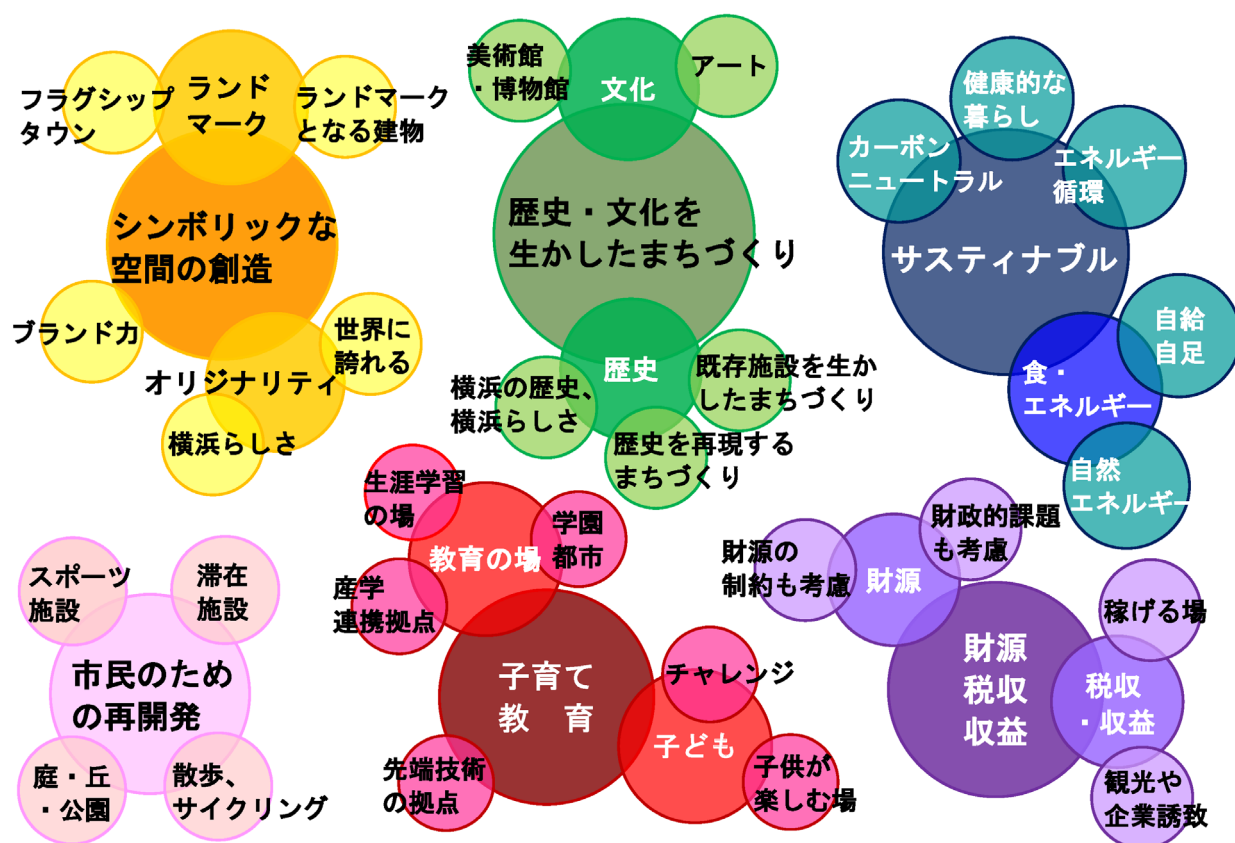 フラグシップ
タウン
ランド
マーク
ランドマーク
となる建物
シンボリックな
空間の創造
ブランド力
オリジナリティ
世界に
誇れる
横浜らしさ
美術館
・博物館
文化
アート
歴史・文化を
生かしたまちづくり
歴史
横浜の歴史、
横浜らしさ
既存施設を生か
したまちづくり
歴史を再現する
まちづくり
健康的な
暮らし
カーボン
ニュートラル
エネルギー
循環
サスティナブル
自給
自足
食・
エネルギー
自然
エネルギー
スポーツ
施設
滞在
施設
市民のため
の再開発
庭・丘
・公園
散歩、
サイクリング
生涯学習
の場
教育の場
学園
都市
産学
連携拠点
子育て
教　育
チャレンジ
子ども
先端技術
の拠点
子供が
楽しむ場
財源の
制約も考慮
財源
財政的課題
も考慮
財源
税収
収益
稼げる場
税収
・収益
観光や
企業誘致